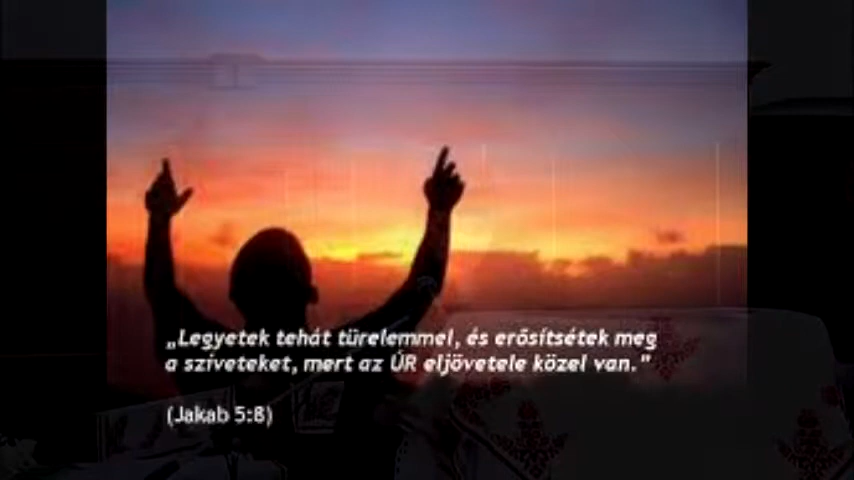 „Legyetek tehát türelemmel, és erősítsétek meg
a szíveteket, mert az ÚR eljövetele közel van.”
(Jakab 5:8)